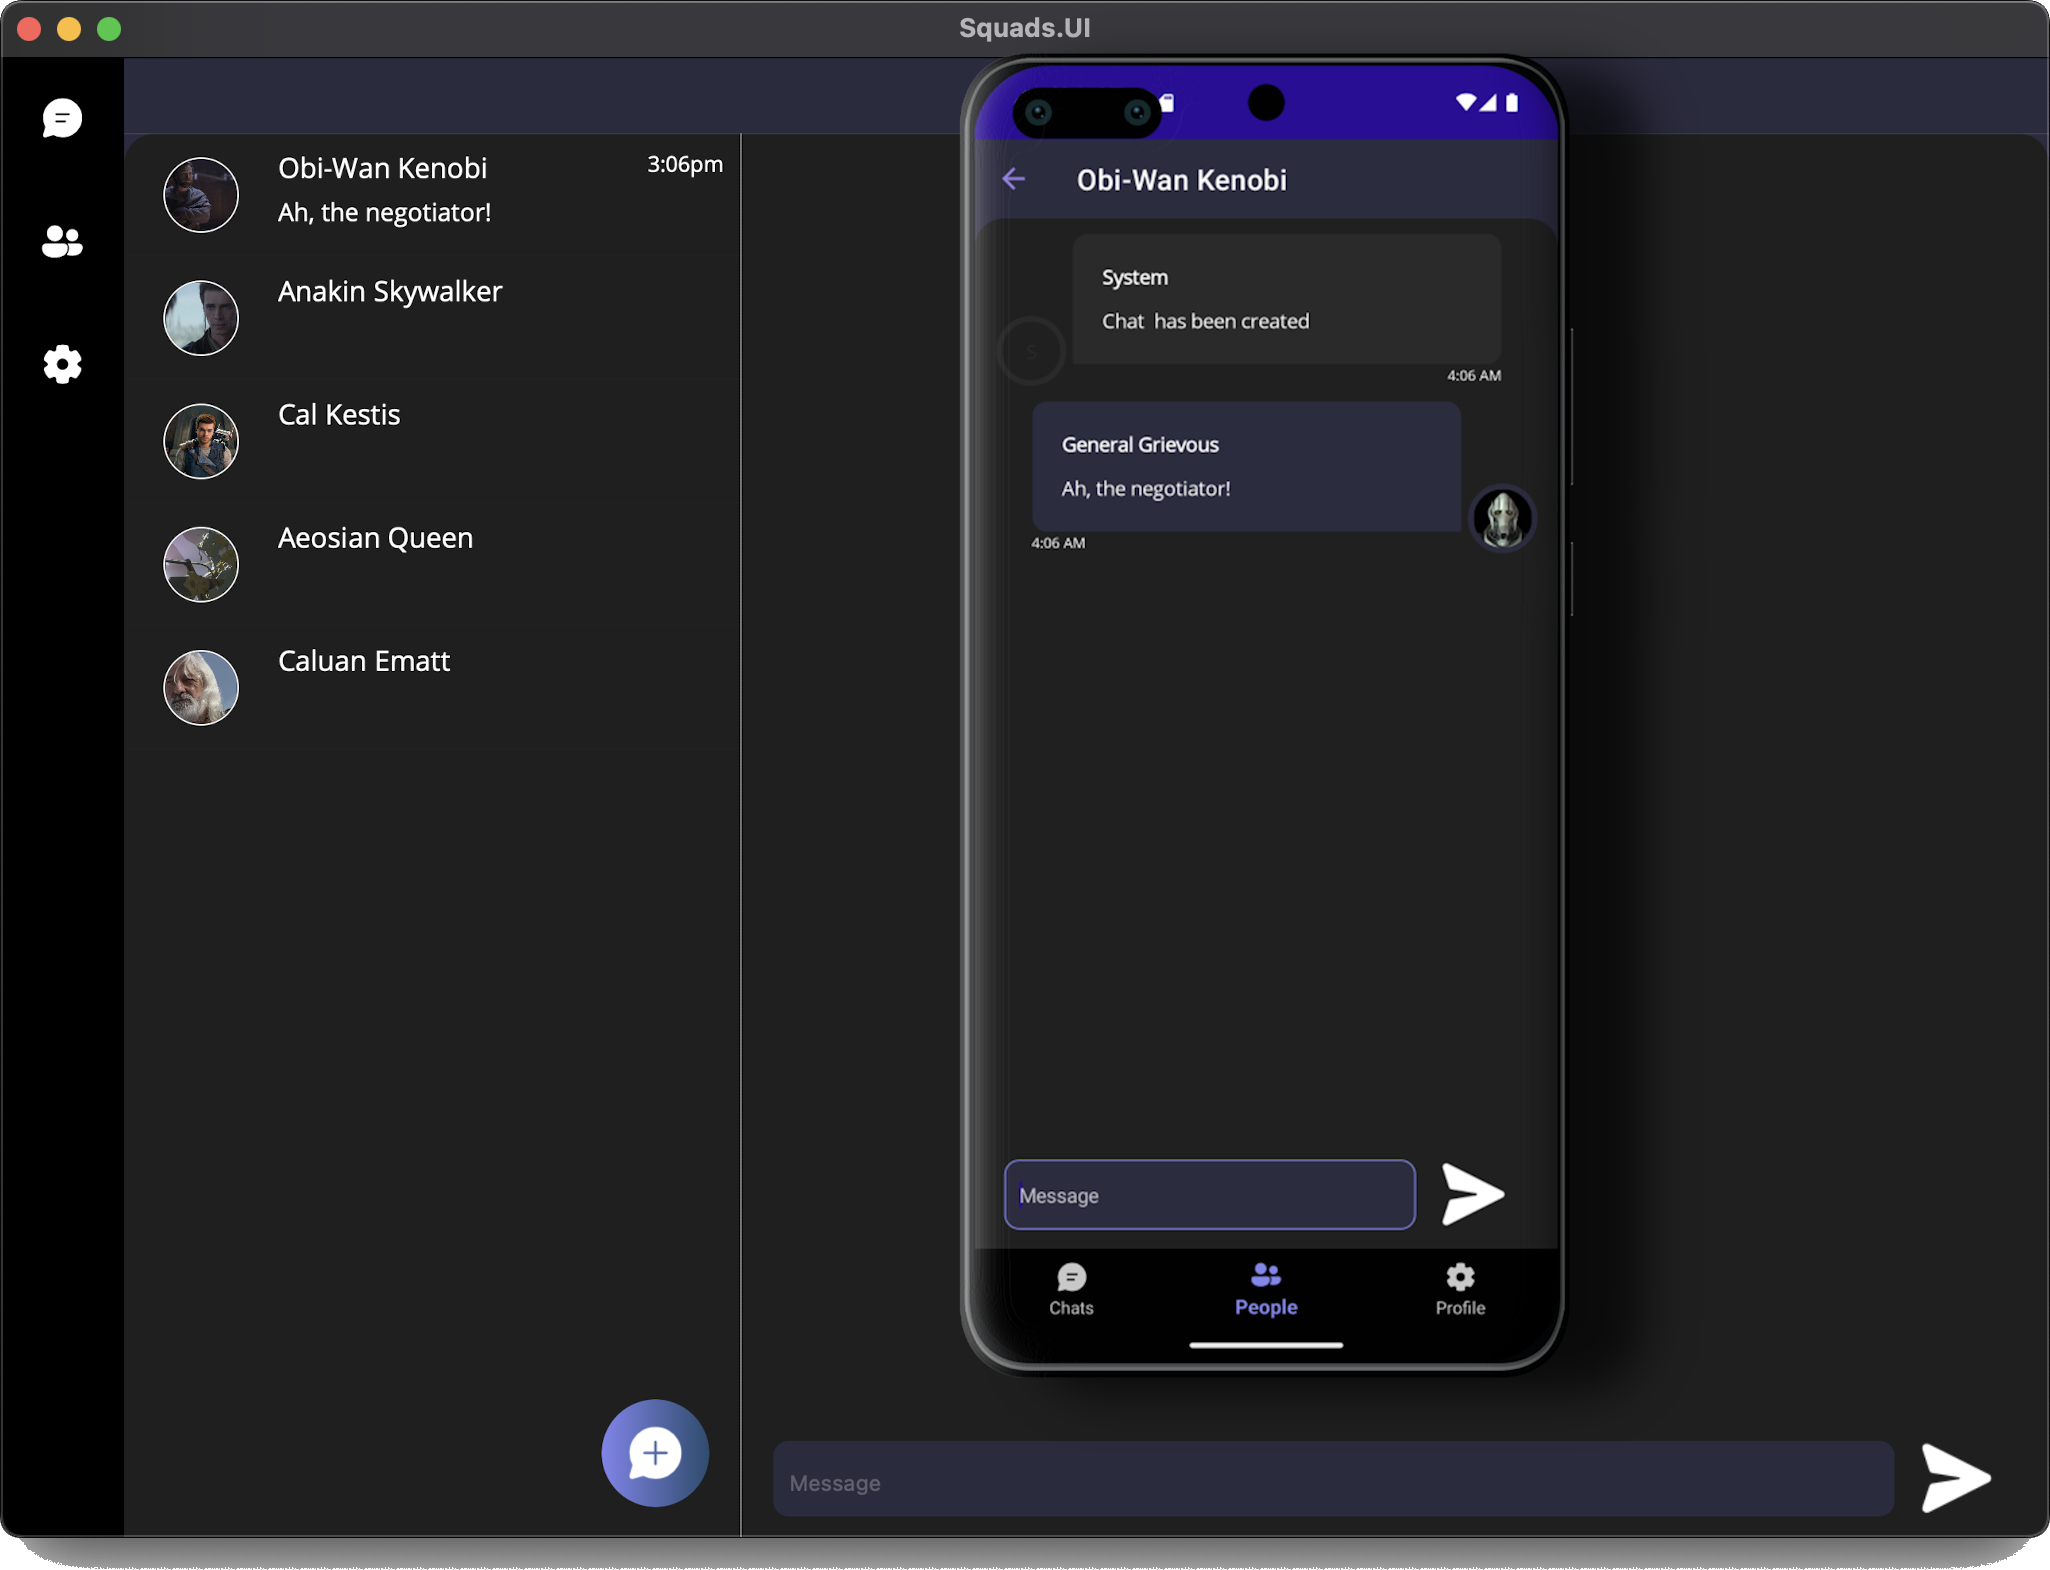 Squads.UI
Obi-Wan Kenobi
3:06pm
Ah, the negotiator!
Anakin Skywalker
Cal Kestis
Aeosian Queen
Caluan Ematt
Obi-Wan Kenobi
System
Chat  has been created
S
4:06 AM
General Grievous
Ah, the negotiator!
4:06 AM
Message
Chats
People
Profile
Message